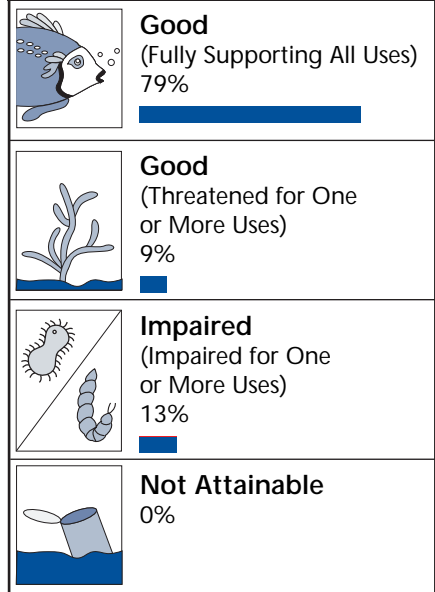 Good
(Fully Supporting All Uses)
79%
Good
(Threatened for One
or More Uses)
9%
Impaired
(Impaired for One
or More Uses)
13%
Not Attainable
0%